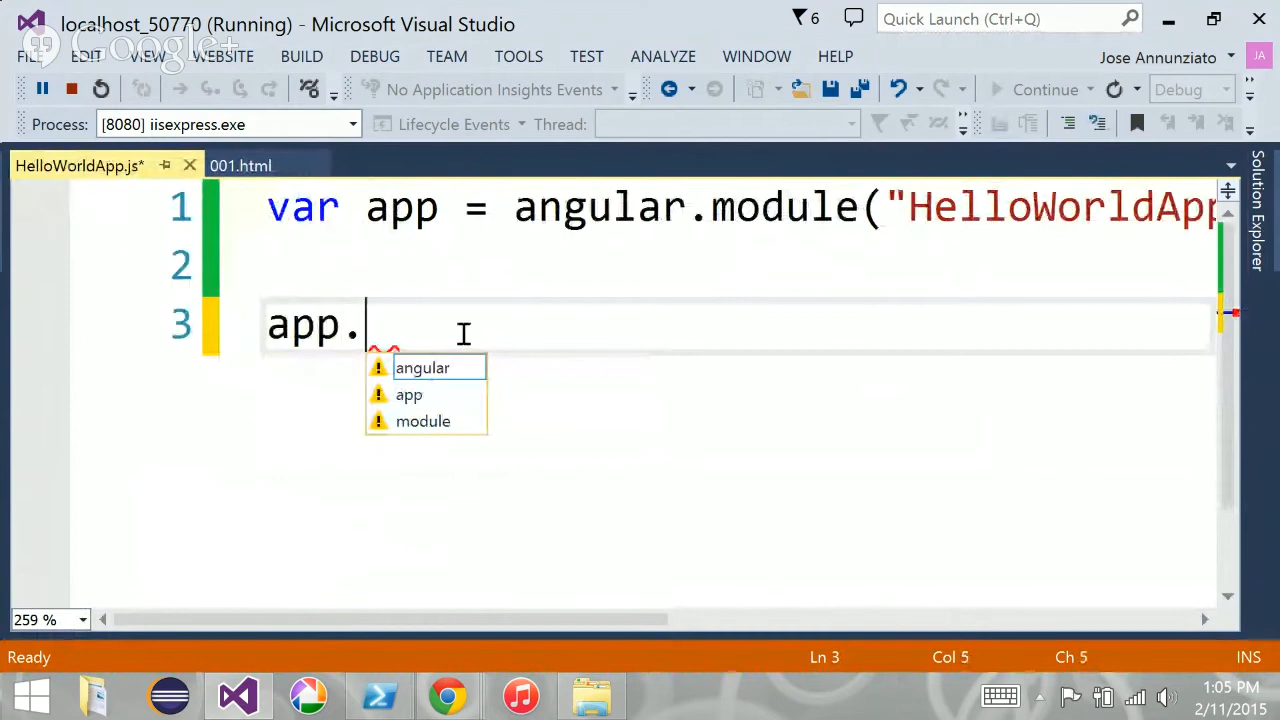 localhost_50770 (Running) - Microsoft Visual Studio
6
Quick Launch (Ctrl+Q)
Google+
FILE EDIT VIEW WEBSITE BUILD DEBUG TEAM TOOLS TEST ANALYZE WINDOW HELP
Jose Annunziato
JA
No Application Insights Events
Continue
Debug
Process: [8080] iisexpress.exe
Lifecycle Events
Thread:
HelloWorldApp.js*
001.html
Solution Explorer
1 var app = angular.module("HelloWorldApp
2
3 app.
angular
app
module
259 %
Ready
Ln 3
Col 5
Ch 5
INS
1:05 PM
2/11/2015